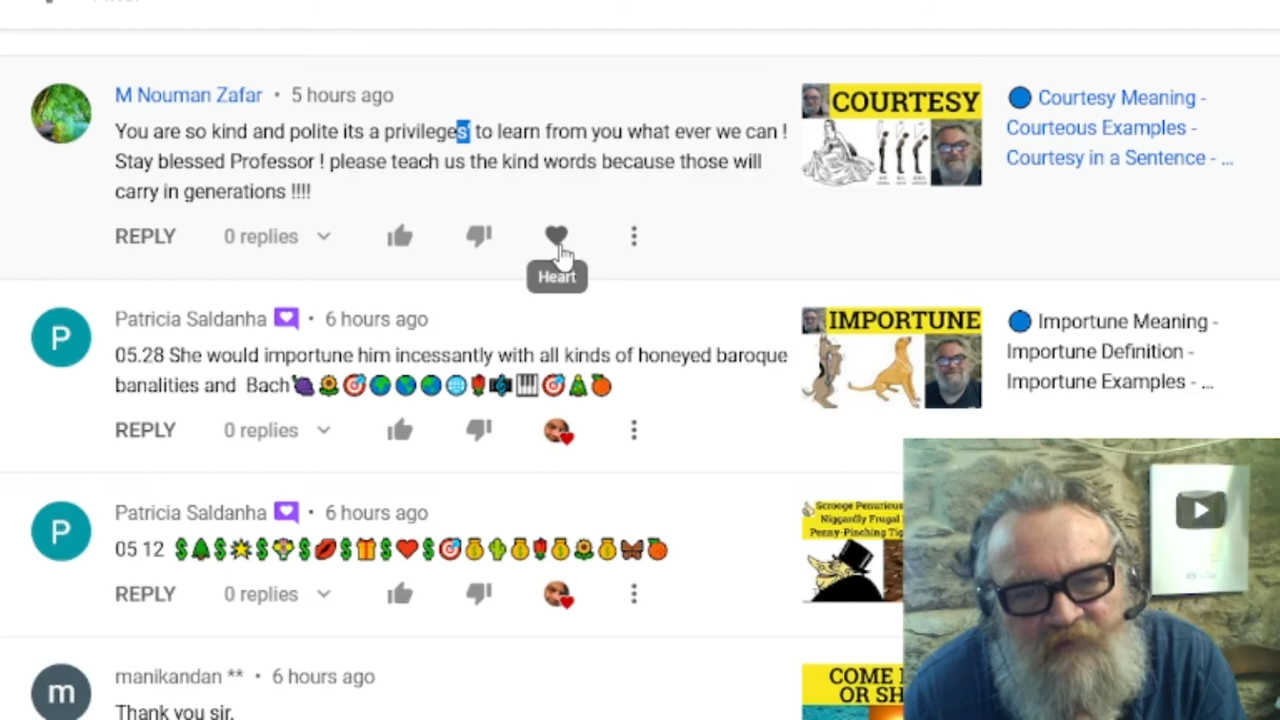 M Nouman Zafar • 5 hours ago
You are so kind and polite its a privileges to learn from you what ever we can !
Stay blessed Professor ! please teach us the kind words because those will
carry in generations !!!!
REPLY 0 replies
Heart
COURTESY
Courtesy Meaning -
Courteous Examples -
Courtesy in a Sentence - ...
Patricia Saldanha • 6 hours ago
05.28 She would importune him incessantly with all kinds of honeyed baroque
banalities and Bach🍇🌻🎯🌍🌎🌏🌐🌹🎼🎹🎯🎄🍊
REPLY 0 replies
IMPORTUNE
Importune Meaning -
Importune Definition -
Importune Examples - ...
P
Patricia Saldanha • 6 hours ago
05 12 💲🎄💲🌟💲💐💲💋💲🎁💲❤️💲🎯💰🌵💰🌹💰🌻💰🦋🍊
REPLY 0 replies
P
Scrooge Penurious
Niggardly Frugal
Penny-Pinching
manikandan ** • 6 hours ago
Thank you sir.
m
COME
OR SH